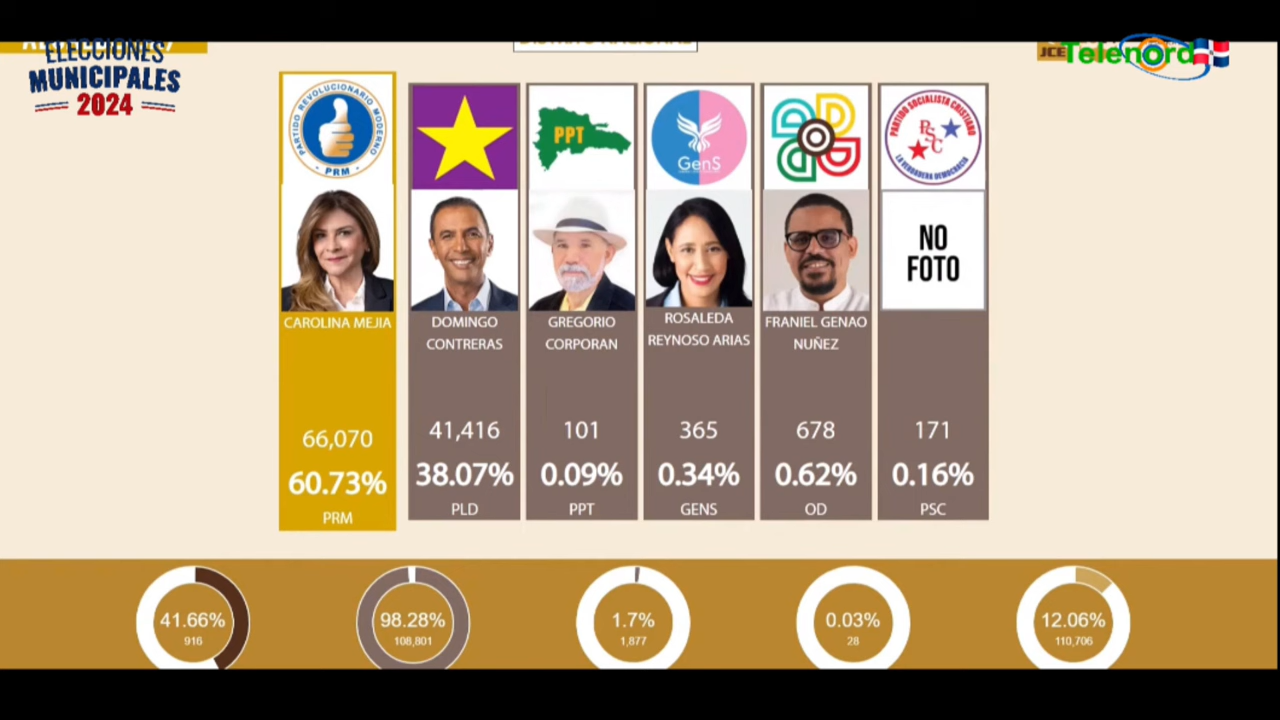 ELECCIONES
MUNICIPALES
2024
DISTRITO NACIONAL
JCE
Telenord
PARTIDO REVOLUCIONARIO MODERNO
PRM
PPT
GenS
PARTIDO SOCIALISTA CRISTIANO
PSC
LA VERDADERA DEMOCRACIA
NO
FOTO
CAROLINA MEJIA
DOMINGO
CONTRERAS
GREGORIO
CORPORAN
ROSALEDA
REYNOSO ARIAS
FRANIEL GENAO
NUÑEZ
66,070
41,416
101
365
678
171
60.73%
38.07%
0.09%
0.34%
0.62%
0.16%
PRM
PLD
PPT
GENS
OD
PSC
41.66%
98.28%
1.7%
0.03%
12.06%
916
108,801
1,877
28
110,706